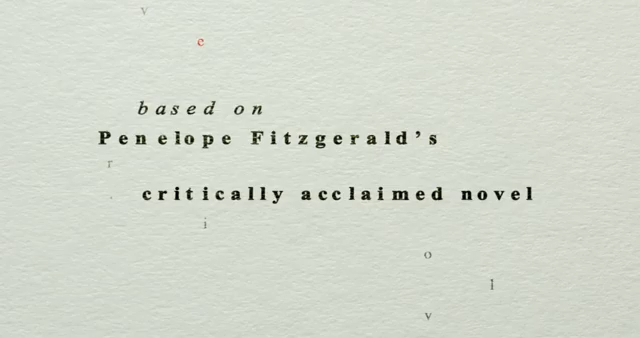 v
c
based on
Penelope Fitzgerald's
r
critically acclaimed novel
i
o
l
v